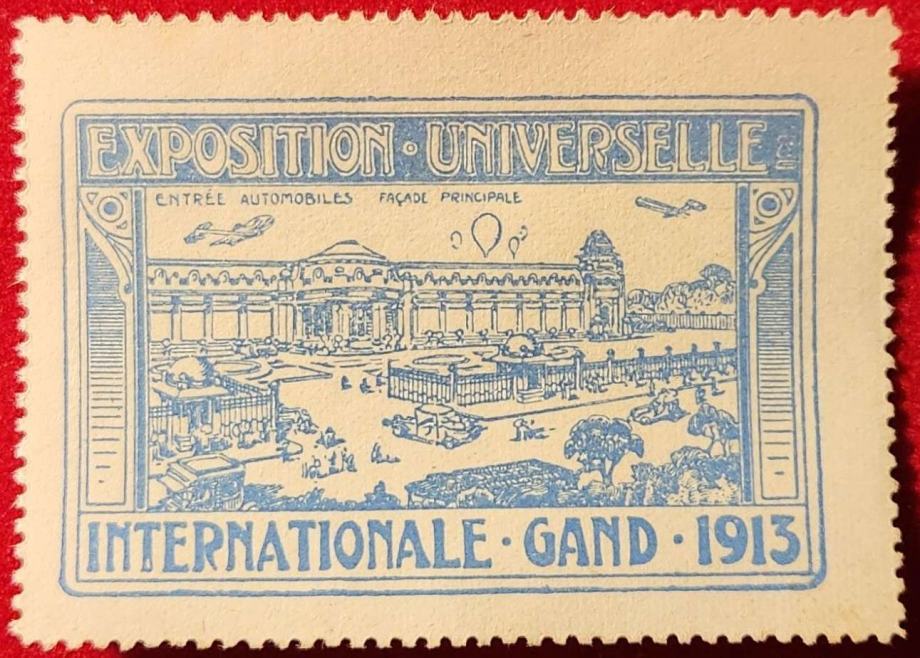 EXPOSITION · UNIVERSELLE
ENTRÉE AUTOMOBILES FAÇADE PRINCIPALE
INTERNATIONALE · GAND · 1913